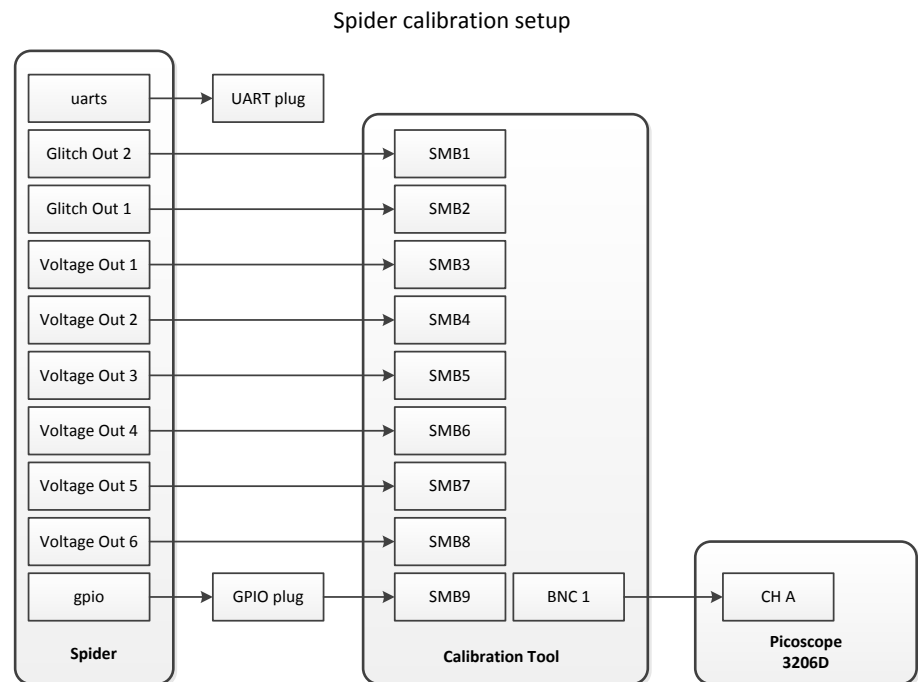 Spider calibration setup
uarts
UART plug
Glitch Out 2
SMB1
Glitch Out 1
SMB2
Voltage Out 1
SMB3
Voltage Out 2
SMB4
Voltage Out 3
SMB5
Voltage Out 4
SMB6
Voltage Out 5
SMB7
Voltage Out 6
SMB8
gpio
GPIO plug
SMB9
BNC 1
CH A
Spider
Calibration Tool
Picoscope
3206D